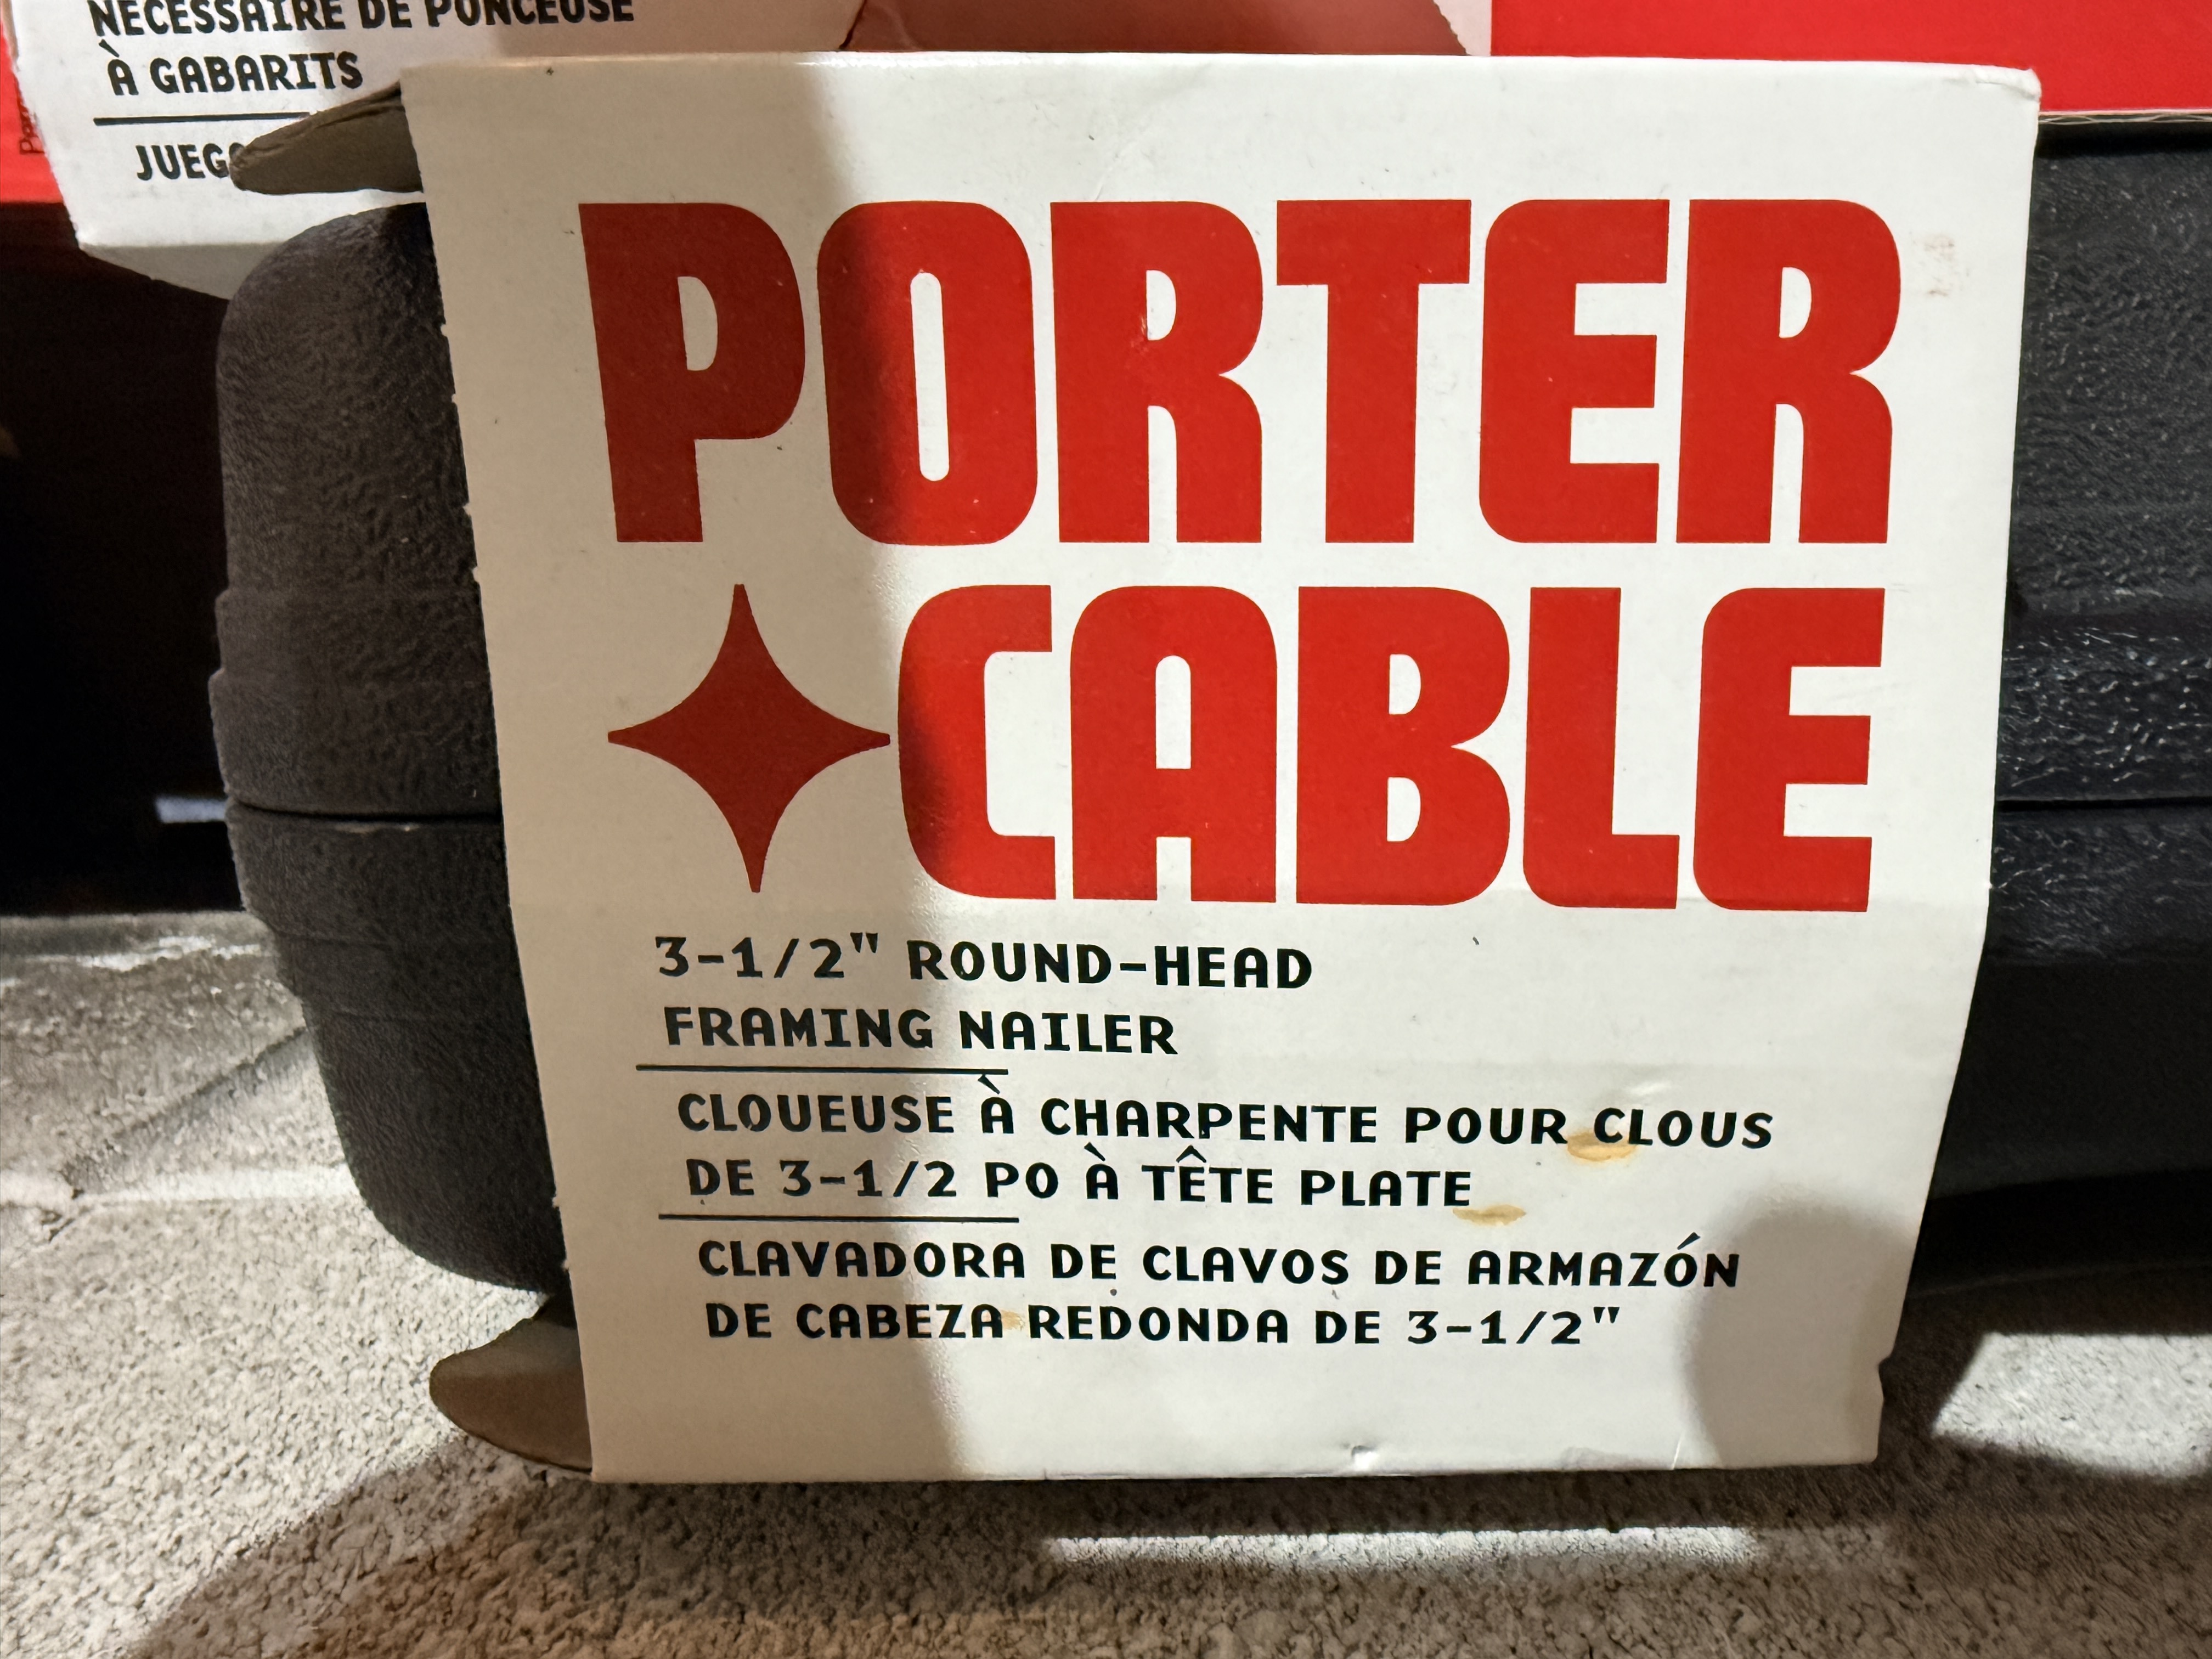 NÉCESSAIRE DE PONCEUSE
À GABARITS
PORTER
CABLE
3-1/2" ROUND-HEAD
FRAMING NAILER
CLOUEUSE À CHARPENTE POUR CLOUS
DE 3-1/2 PO À TÊTE PLATE
CLAVADORA DE CLAVOS DE ARMAZÓN
DE CABEZA REDONDA DE 3-1/2"